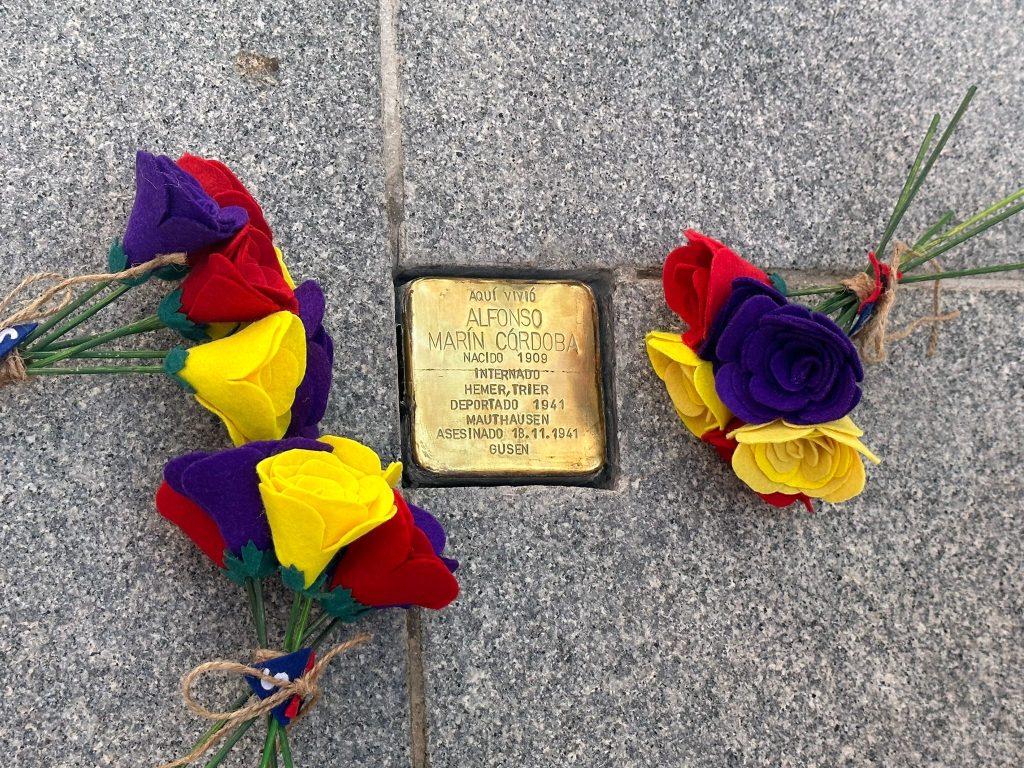 AQUÍ VIVIÓ
ALFONSO
MARÍN CÓRDOBA
NACIDO 1909
INTERNADO
HEMER, TRIER
DEPORTADO 1941
MAUTHAUSEN
ASESINADO 18.11.1941
GUSEN